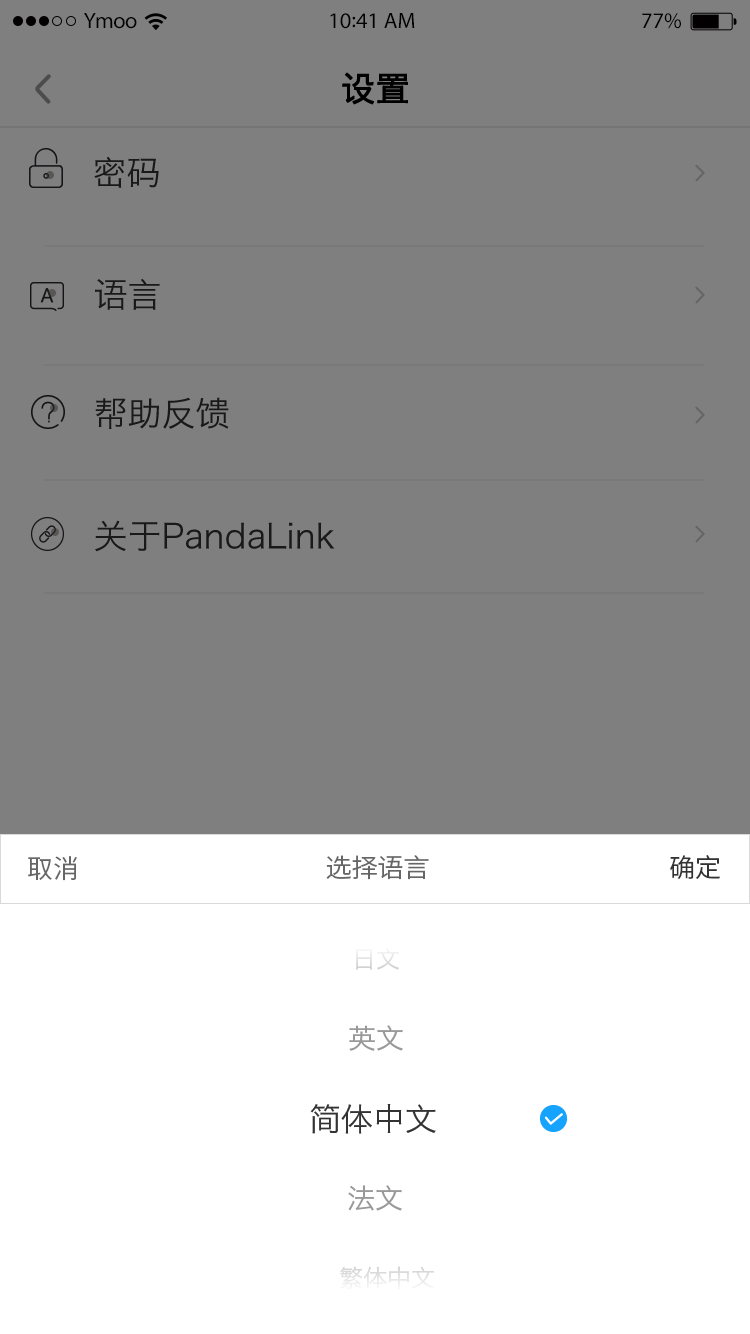 Ymoo 10:41 AM 77%
设置
密码
A 语言
帮助反馈
关于PandaLink
取消 选择语言 确定
日文
英文
简体中文
法文
繁体中文